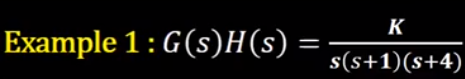 Example 1 : G(s)H(s) = K / s(s+1)(s+4)